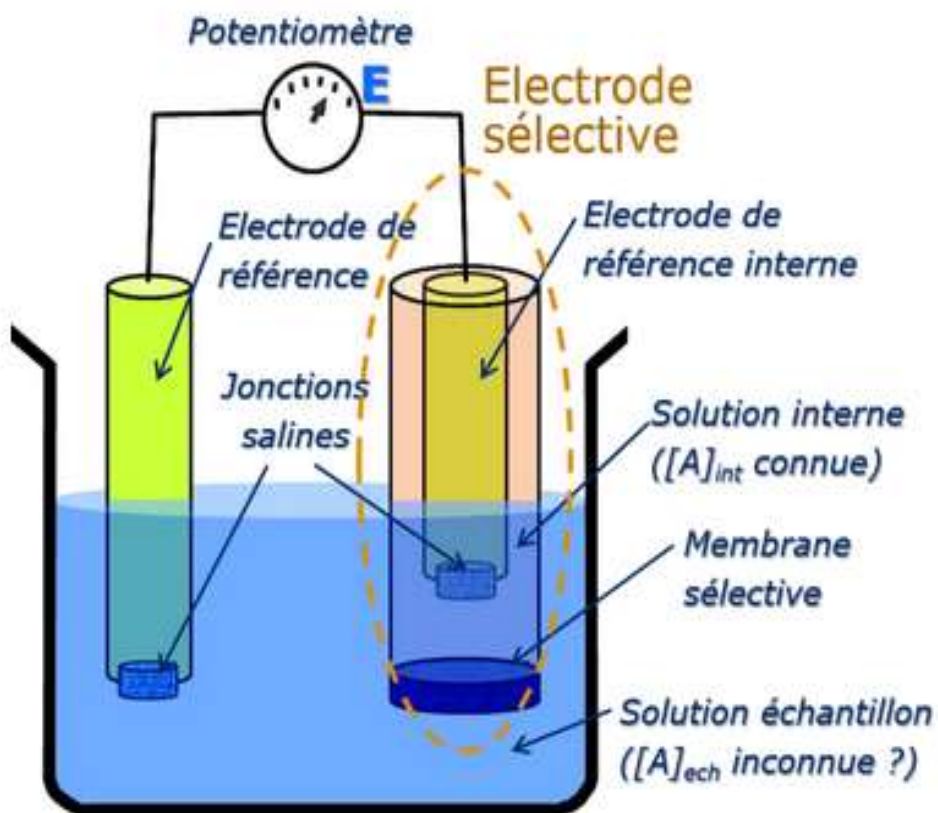 Potentiomètre
E
Electrode
sélective
Electrode de
référence
Electrode de
référence interne
Jonctions
salines
Solution interne
([A]int connue)
Membrane
sélective
Solution échantillon
([A]ech inconnue ?)